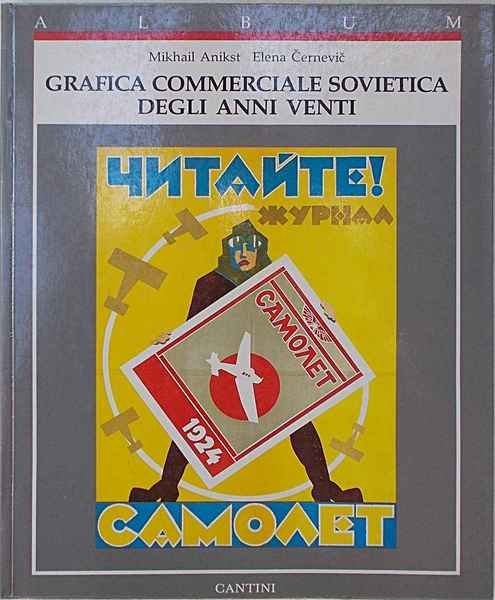 ALBUM
Mikhail Anikst Elena Černevič
GRAFICA COMMERCIALE SOVIETICA
DEGLI ANNI VENTI
ЧИТАЙТЕ!
ЖУРНАЛ
САМОЛЕТ
1924
САМОЛЕТ
CANTINI